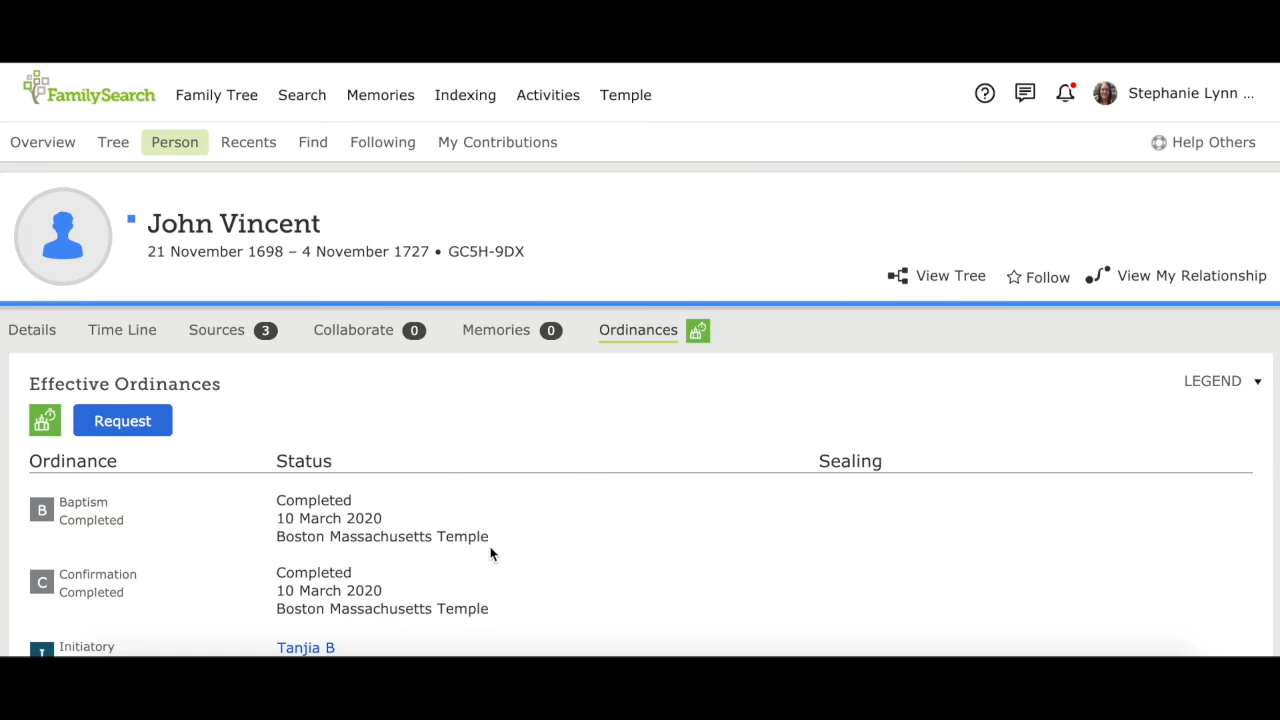 FamilySearch Family Tree Search Memories Indexing Activities Temple Stephanie Lynn ...
Overview Tree Person Recents Find Following My Contributions Help Others
John Vincent
21 November 1698 – 4 November 1727 • GC5H-9DX
View Tree Follow View My Relationship
Details Time Line Sources 3 Collaborate 0 Memories 0 Ordinances
Effective Ordinances LEGEND
Request
Ordinance Status Sealing
B Baptism Completed
Completed 10 March 2020
Boston Massachusetts Temple
C Confirmation Completed
Completed 10 March 2020
Boston Massachusetts Temple
I Initiatory Tanjia B